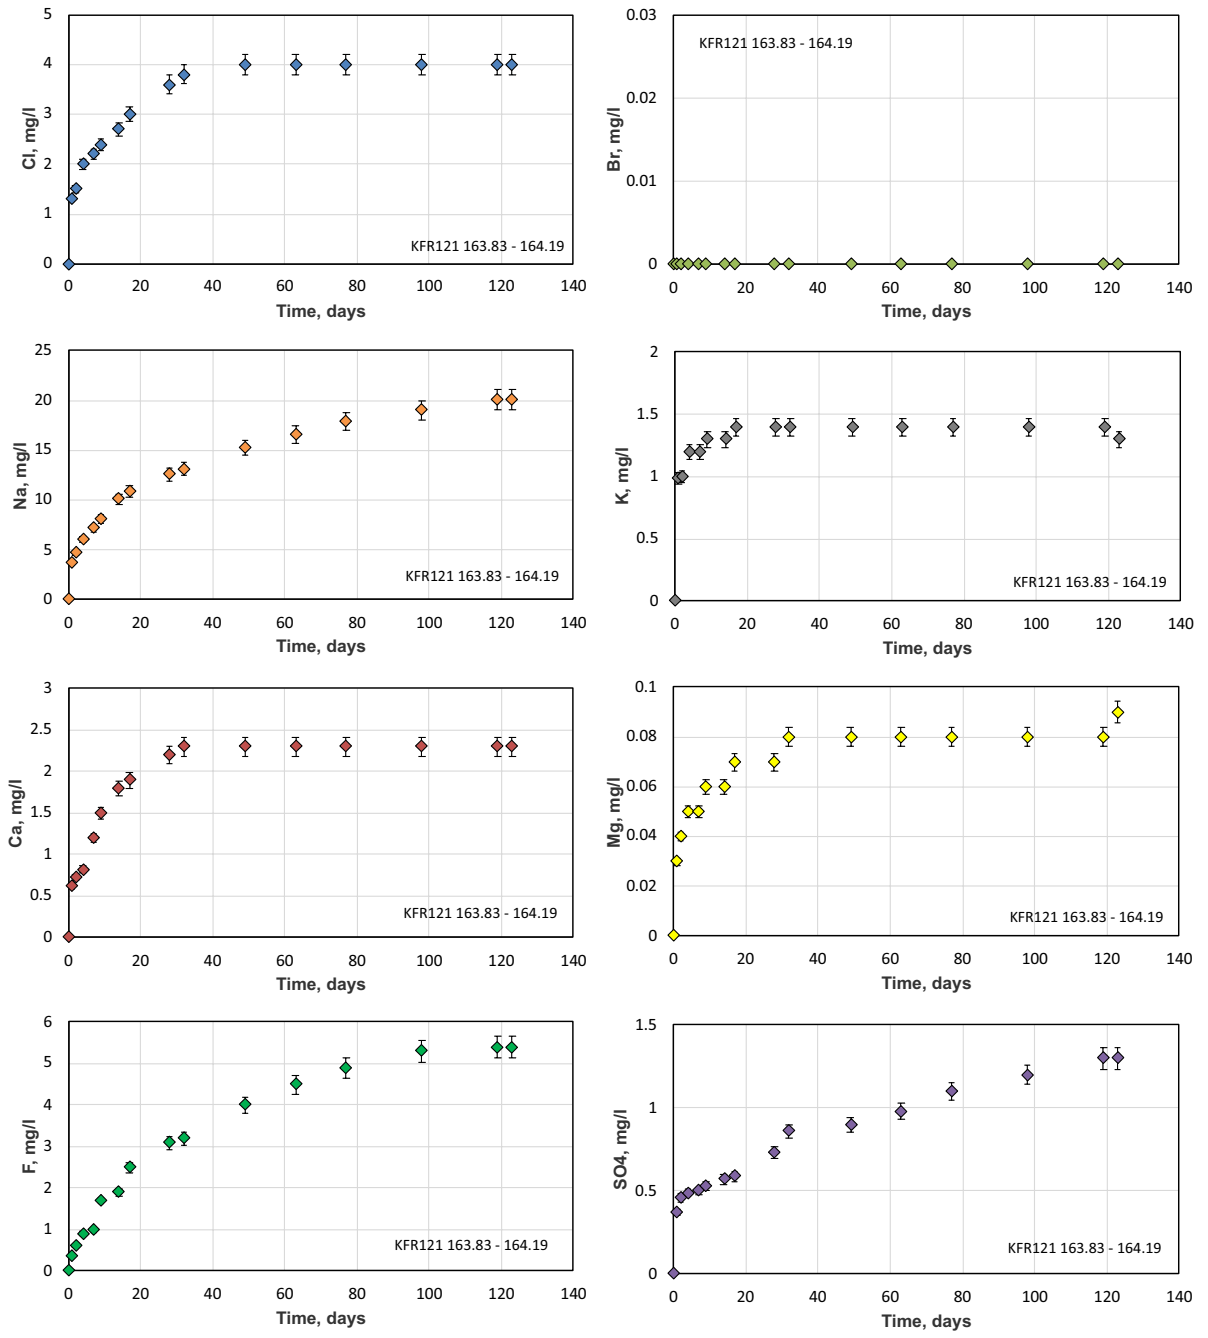 5
4
3
2
1
0
Cl, mg/l
KFR121 163.83 - 164.19
0 20 40 60 80 100 120 140
Time, days
0.03
0.02
0.01
0
Br, mg/l
KFR121 163.83 - 164.19
0 20 40 60 80 100 120 140
Time, days
25
20
15
10
5
0
Na, mg/l
KFR121 163.83 - 164.19
0 20 40 60 80 100 120 140
Time, days
2
1.5
1
0.5
0
K, mg/l
KFR121 163.83 - 164.19
0 20 40 60 80 100 120 140
Time, days
3
2.5
2
1.5
1
0.5
0
Ca, mg/l
KFR121 163.83 - 164.19
0 20 40 60 80 100 120 140
Time, days
0.1
0.08
0.06
0.04
0.02
0
Mg, mg/l
KFR121 163.83 - 164.19
0 20 40 60 80 100 120 140
Time, days
6
5
4
3
2
1
0
F, mg/l
KFR121 163.83 - 164.19
0 20 40 60 80 100 120 140
Time, days
1.5
1
0.5
0
SO4, mg/l
KFR121 163.83 - 164.19
0 20 40 60 80 100 120 140
Time, days